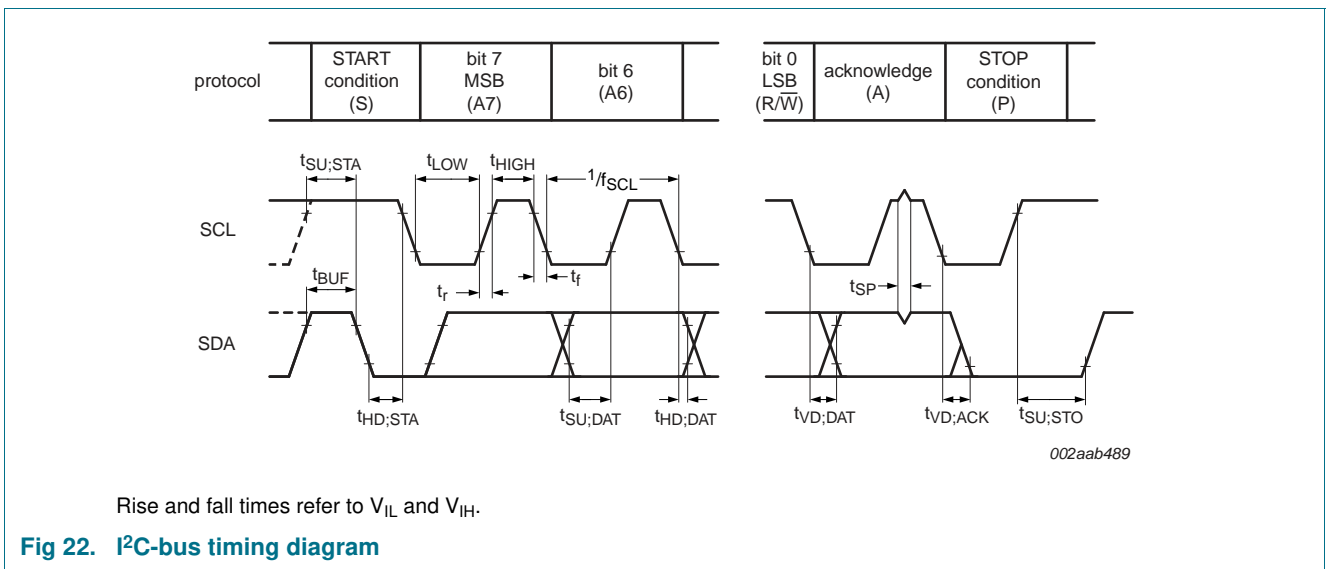 protocol
START
condition
(S)
bit 7
MSB
(A7)
bit 6
(A6)
bit 0
LSB
(R/W̅)
acknowledge
(A)
STOP
condition
(P)
tSU;STA
tLOW
tHIGH
1/fSCL
SCL
tBUF
tr
tf
tSP
SDA
tHD;STA
tSU;DAT
tHD;DAT
tVD;DAT
tVD;ACK
tSU;STO
002aab489
Rise and fall times refer to VIL and VIH.
Fig 22. I²C-bus timing diagram